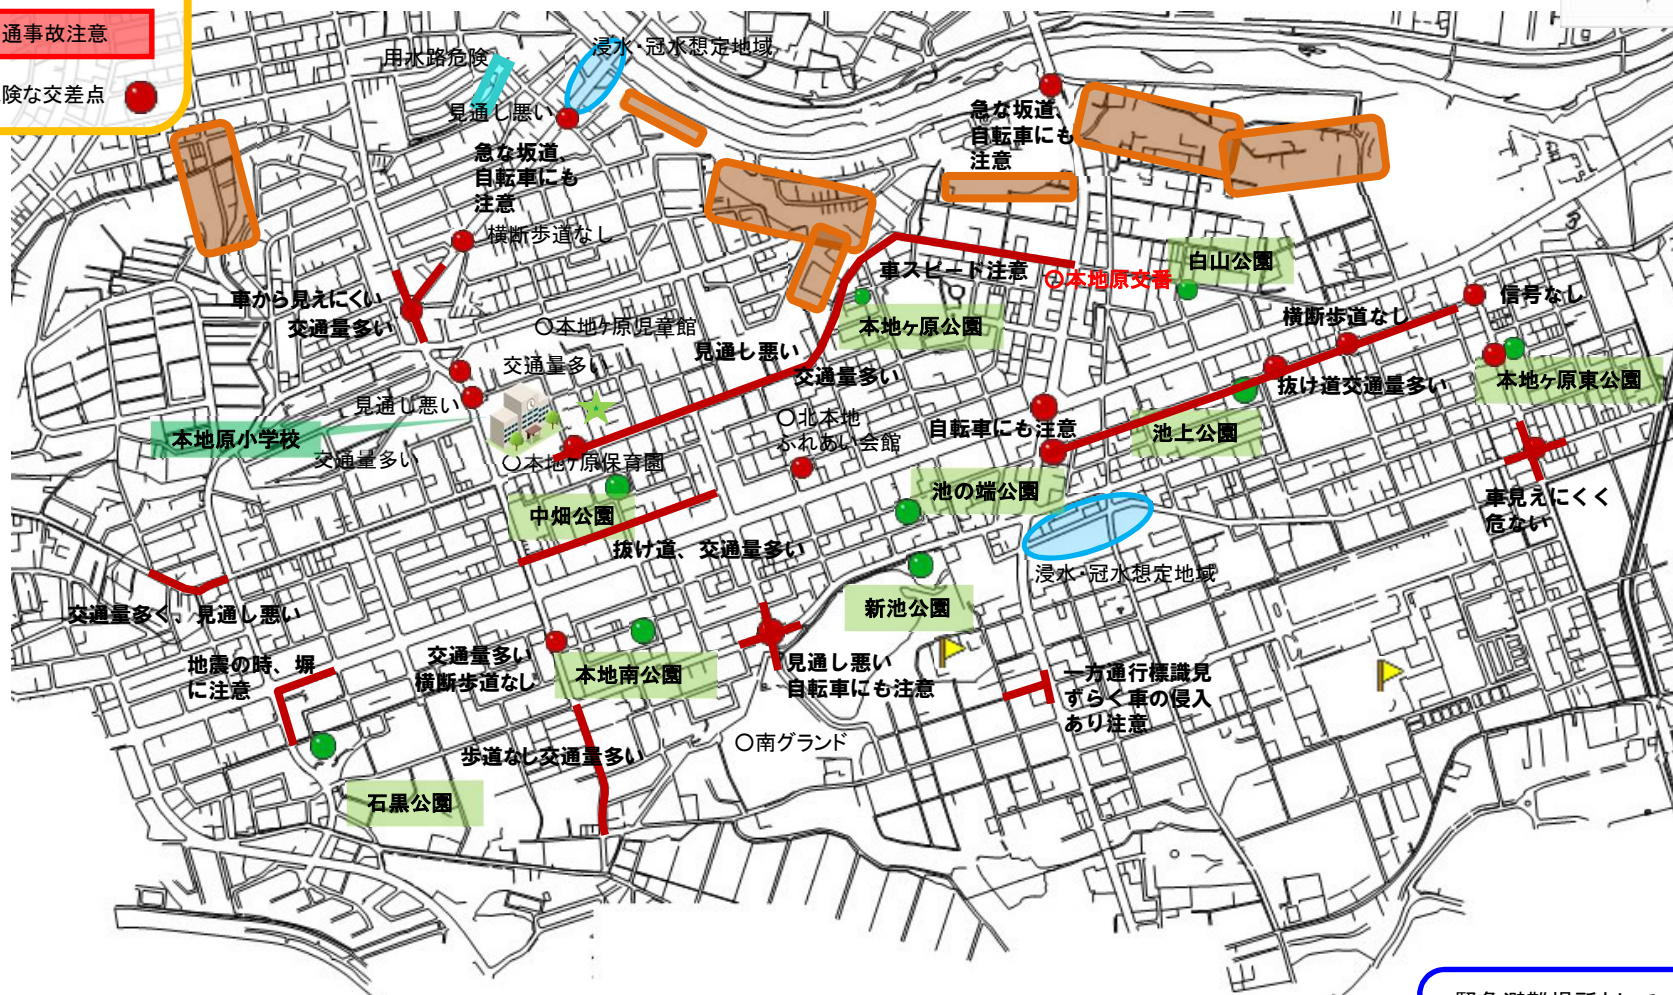 通事故注意
険な交差点
用水路危険
浸水・冠水想定地域
見通し悪い
急な坂道、
自転車にも
注意
急な坂道、
自転車にも
注意
横断歩道なし
車から見えにくい
交通量多い
○本地ヶ原児童館
交通量多い
見通し悪い
本地原小学校
交通量多い
○本地ヶ原保育園
中畑公園
見通し悪い
交通量多い
車スピード注意
○本地原交番
白山公園
本地ヶ原公園
横断歩道なし
信号なし
抜け道交通量多い
本地ヶ原東公園
○北本地
ふれあい会館
自転車にも注意
池上公園
池の端公園
車見えにくく
危ない
抜け道、交通量多い
浸水・冠水想定地域
新池公園
交通量多く、見通し悪い
地震の時、塀
に注意
交通量多い
横断歩道なし
本地南公園
見通し悪い
自転車にも注意
一方通行標識見
ずらく車の侵入
あり注意
○南グランド
歩道なし交通量多い
石黒公園